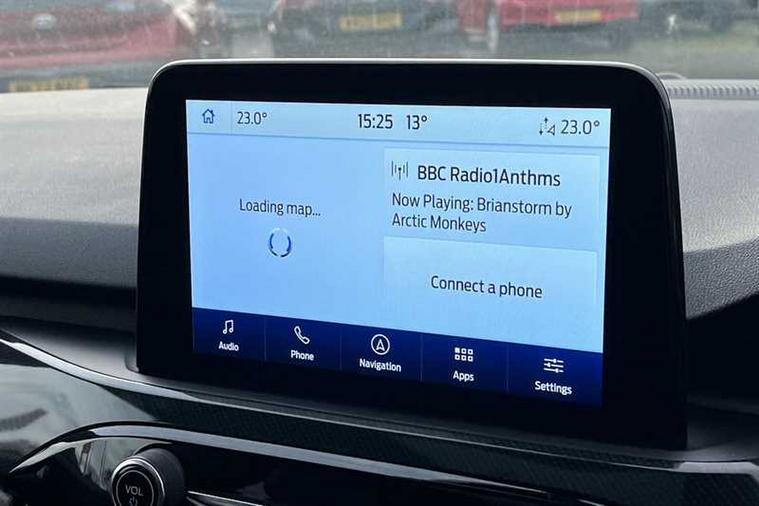 23.0° 15:25 13° 23.0°
Loading map...
BBC Radio1Anthms
Now Playing: Brianstorm by
Arctic Monkeys
Connect a phone
Audio Phone Navigation Apps Settings
VOL